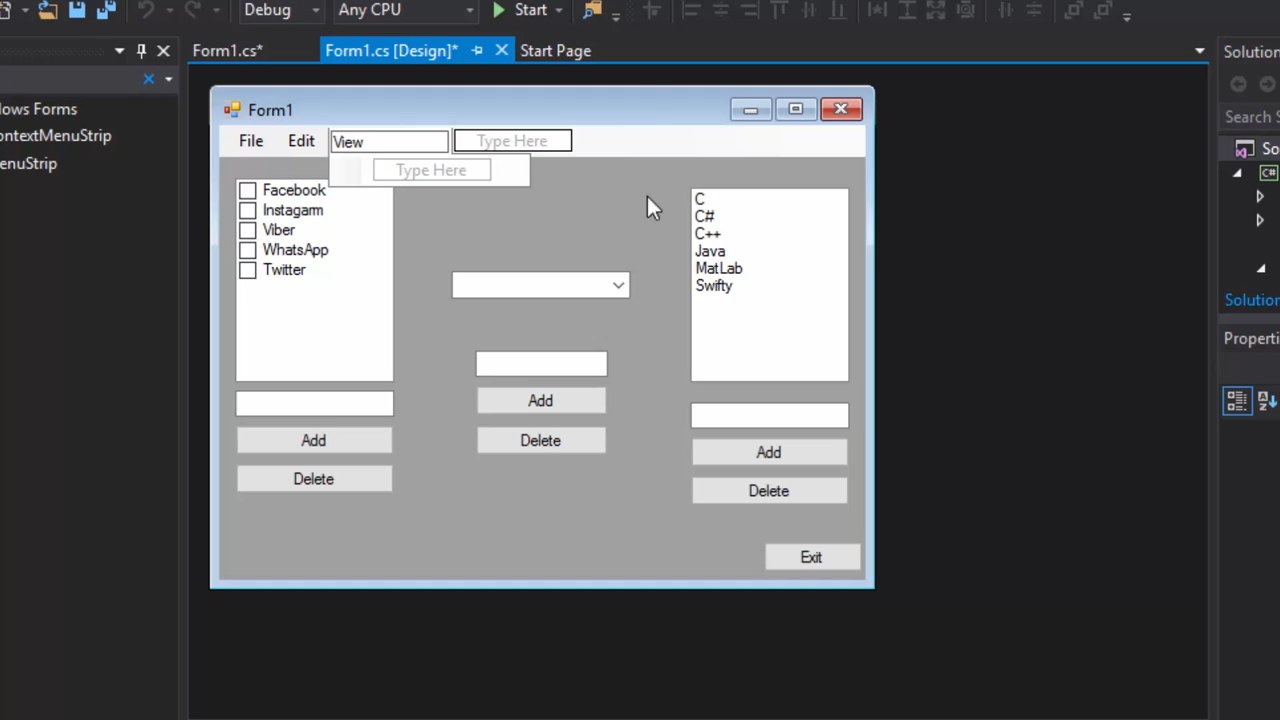 Debug Any CPU Start
Form1.cs* Form1.cs [Design]* Start Page
Solution
ows Forms
ontextMenuStrip
enuStrip
Form1
File Edit View Type Here
Type Here
Facebook
Instagarm
Viber
WhatsApp
Twitter
Add
Delete
Add
Delete
C
C#
C++
Java
MatLab
Swifty
Add
Delete
Exit
Search S
So
C#
Solution
Properti